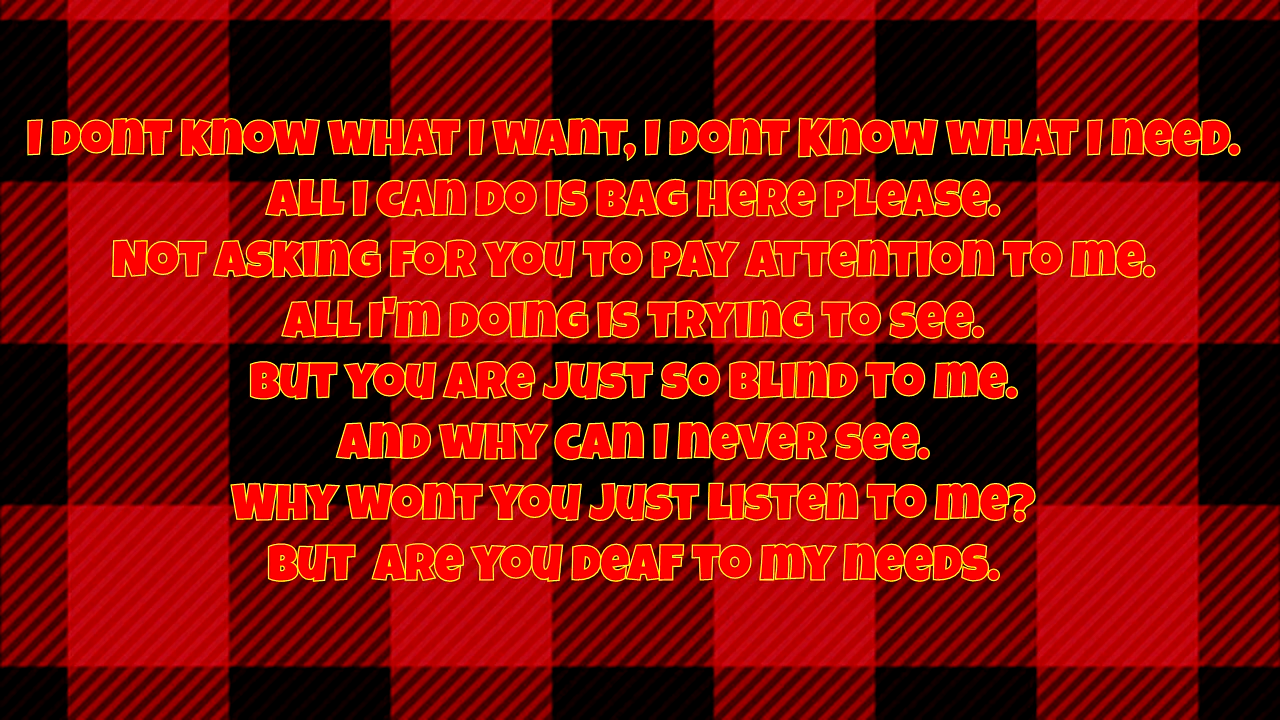 I DONT KNOW WHAT I WANT, I DONT KNOW WHAT I NEED.
ALL I CAN DO IS BAG HERE PLEASE.
NOT ASKING FOR YOU TO PAY ATTENTION TO ME.
ALL I'M DOING IS TRYING TO SEE.
BUT YOU ARE JUST SO BLIND TO ME.
AND WHY CAN I NEVER SEE.
WHY WONT YOU JUST LISTEN TO ME?
BUT ARE YOU DEAF TO MY NEEDS.